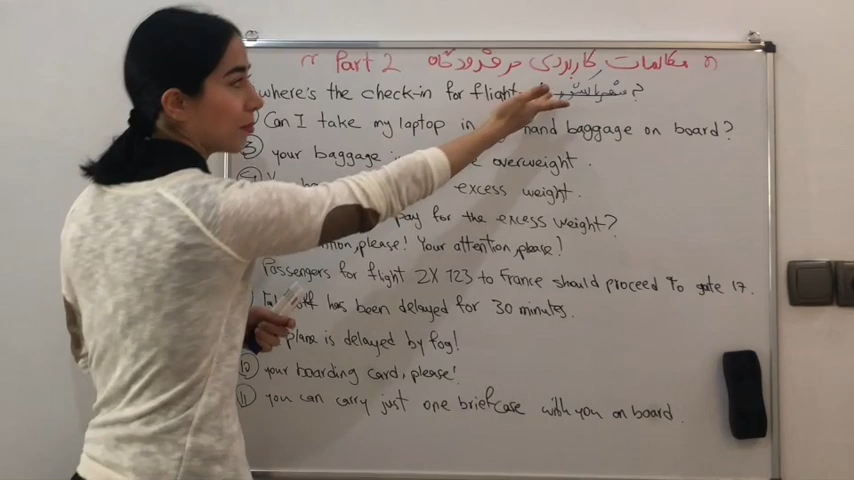 ~ Part 2 مکالمات کاربردی در فرودگاه ~
where's the check-in for flight ?
Can I take my laptop in hand baggage on board?
③ your baggage overweight.
excess weight.
pay for the excess weight?
please! Your attention, please!
Passengers for flight 2X 123 to France should proceed to gate 17.
has been delayed for 30 minutes.
plane is delayed by fog!
⑩ your boarding card, please!
⑪ you can carry just one briefcase with you on board.